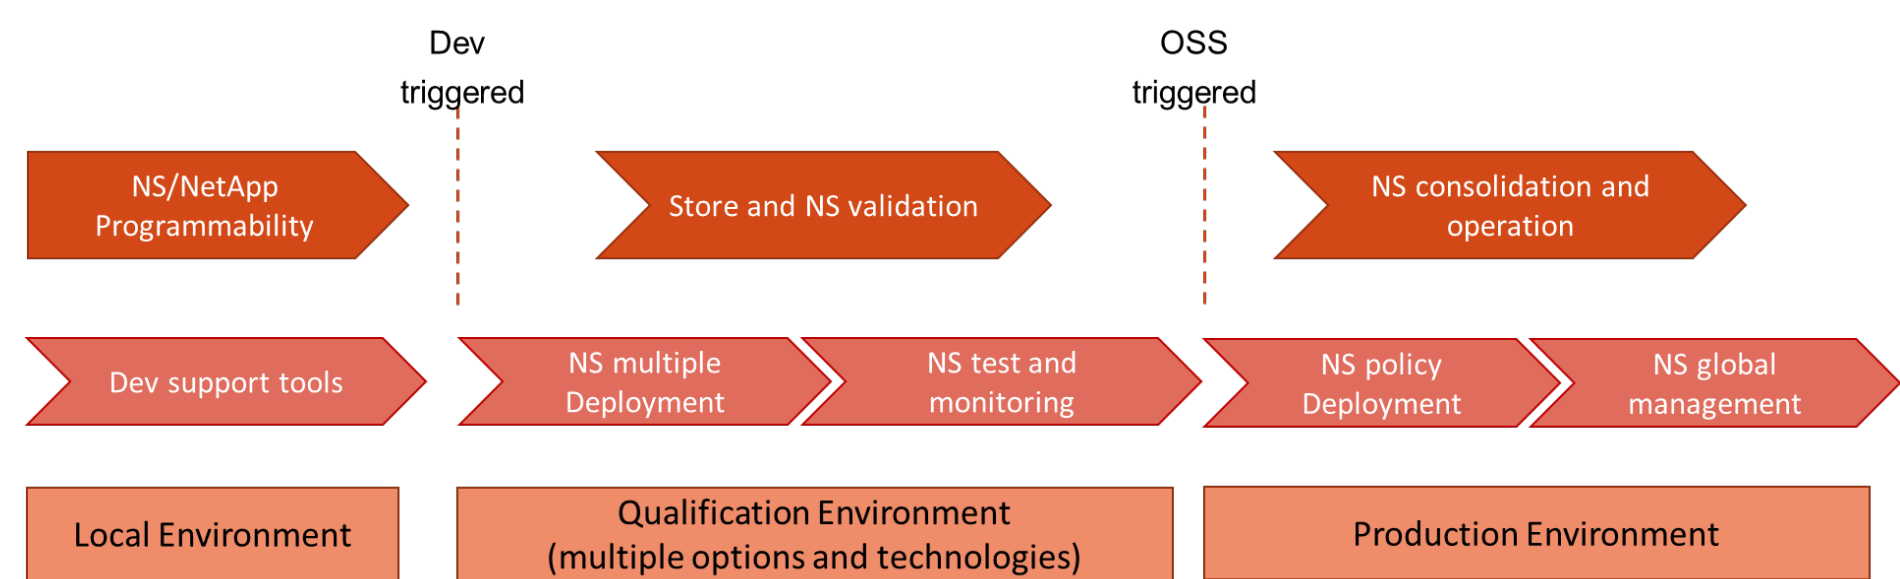 Dev
triggered
OSS
triggered
NS/NetApp
Programmability
Store and NS validation
NS consolidation and
operation
Dev support tools
NS multiple
Deployment
NS test and
monitoring
NS policy
Deployment
NS global
management
Local Environment
Qualification Environment
(multiple options and technologies)
Production Environment